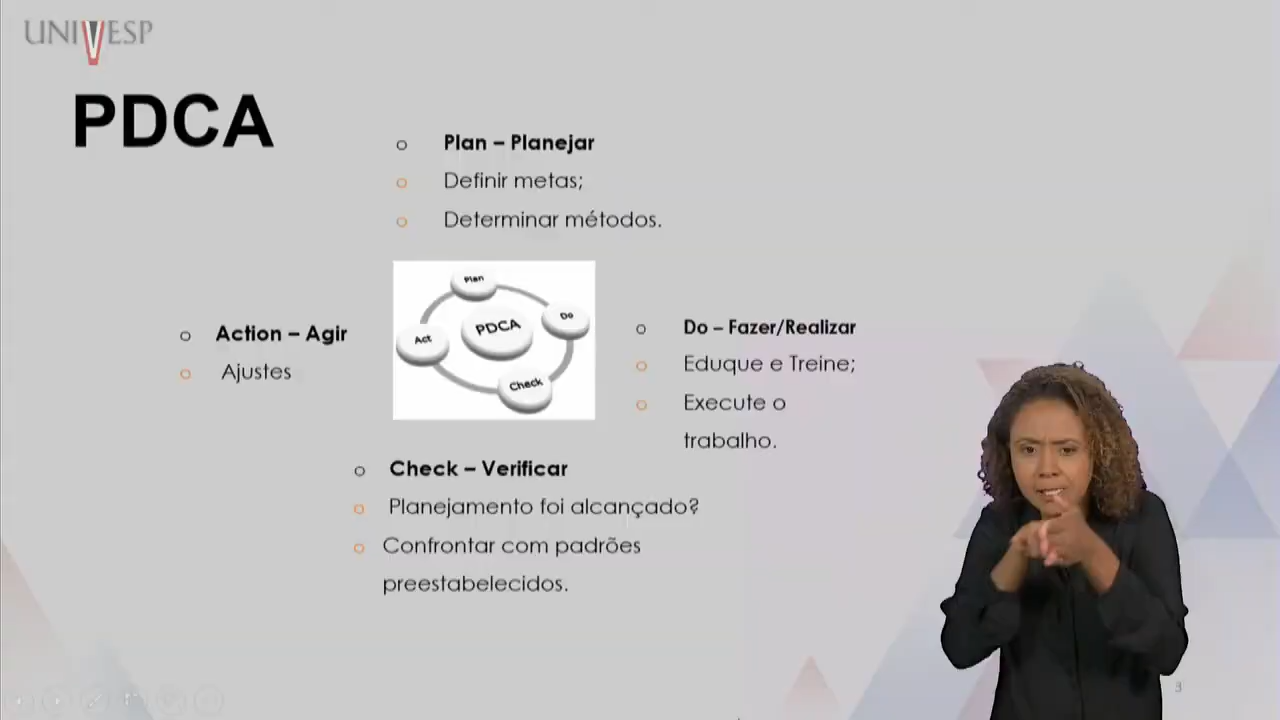 UNIVESP
PDCA
Plan – Planejar
Definir metas;
Determinar métodos.
Plan
Do
PDCA
Act
Check
Action – Agir
Ajustes
Do – Fazer/Realizar
Eduque e Treine;
Execute o
trabalho.
Check – Verificar
Planejamento foi alcançado?
Confrontar com padrões
preestabelecidos.
3